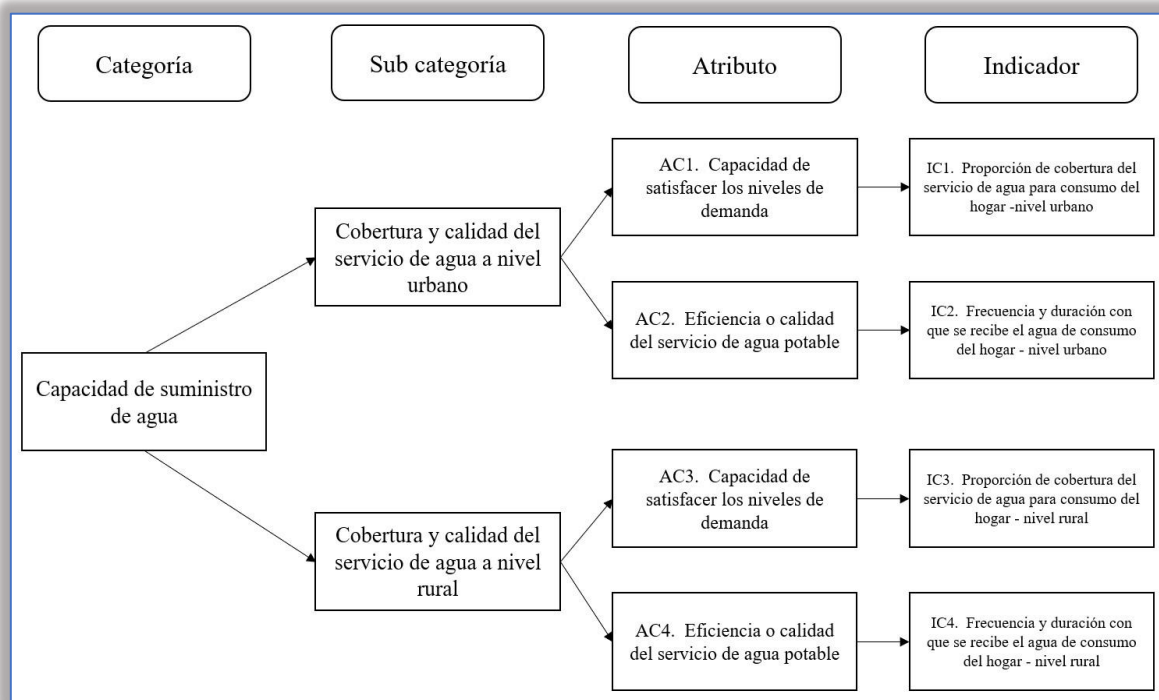 Categoría
Sub categoría
Atributo
Indicador
AC1.  Capacidad de
satisfacer los niveles de
demanda
IC1.  Proporción de cobertura del
servicio de agua para consumo del
hogar -nivel urbano
Cobertura y calidad del
servicio de agua a nivel
urbano
AC2.  Eficiencia o calidad
del servicio de agua potable
IC2.  Frecuencia y duración con
que se recibe el agua de consumo
del hogar - nivel urbano
Capacidad de suministro
de agua
AC3.  Capacidad de
satisfacer los niveles de
demanda
IC3.  Proporción de cobertura del
servicio de agua para consumo del
hogar - nivel rural
Cobertura y calidad del
servicio de agua a nivel
rural
AC4.  Eficiencia o calidad
del servicio de agua potable
IC4.  Frecuencia y duración con
que se recibe el agua de consumo
del hogar - nivel rural